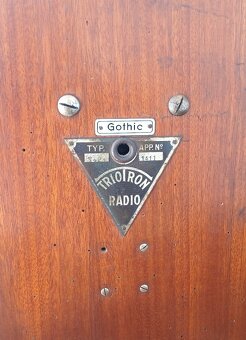 Gothic
TYP. APP. Nº
TRIOTRON
RADIO